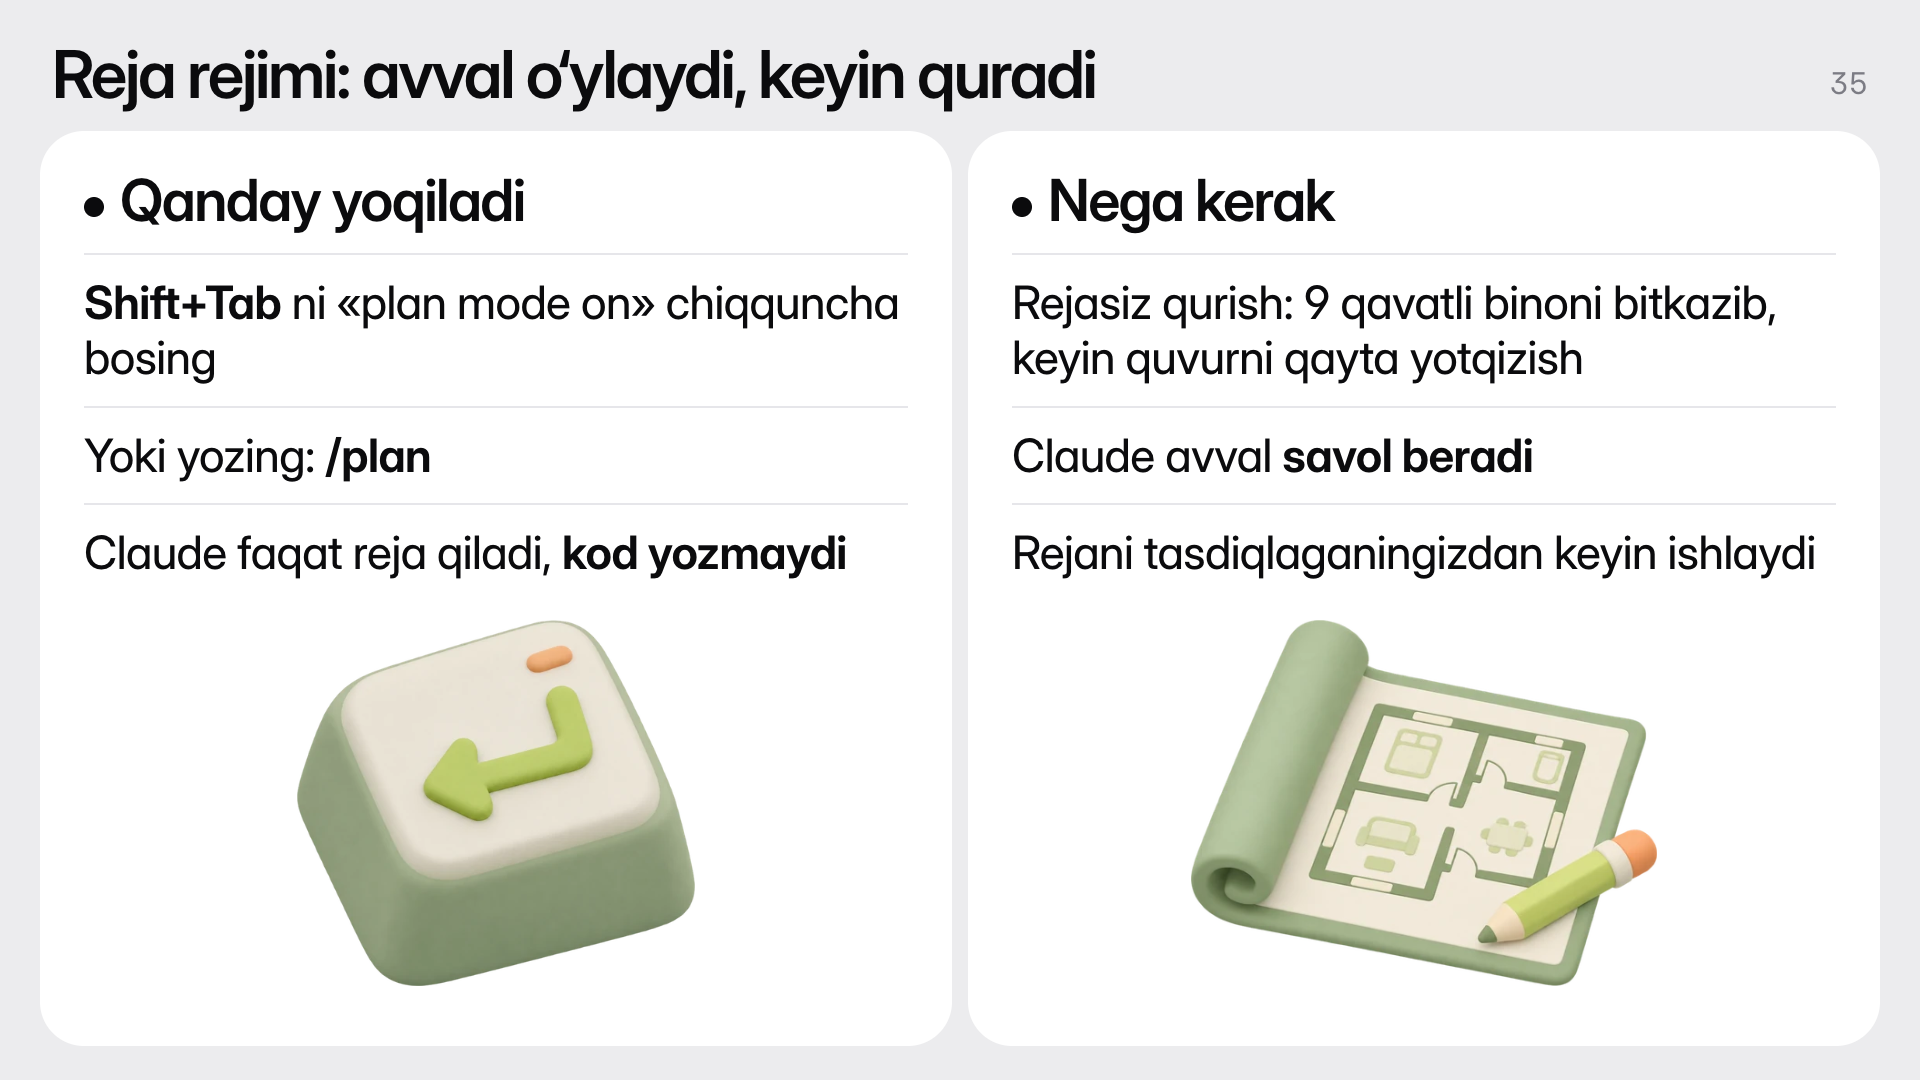 Reja rejimi: avval o‘ylaydi, keyin quradi
35
• Qanday yoqiladi
Shift+Tab ni «plan mode on» chiqquncha
bosing
Yoki yozing: /plan
Claude faqat reja qiladi, kod yozmaydi
• Nega kerak
Rejasiz qurish: 9 qavatli binoni bitkazib,
keyin quvurni qayta yotqizish
Claude avval savol beradi
Rejani tasdiqlaganingizdan keyin ishlaydi